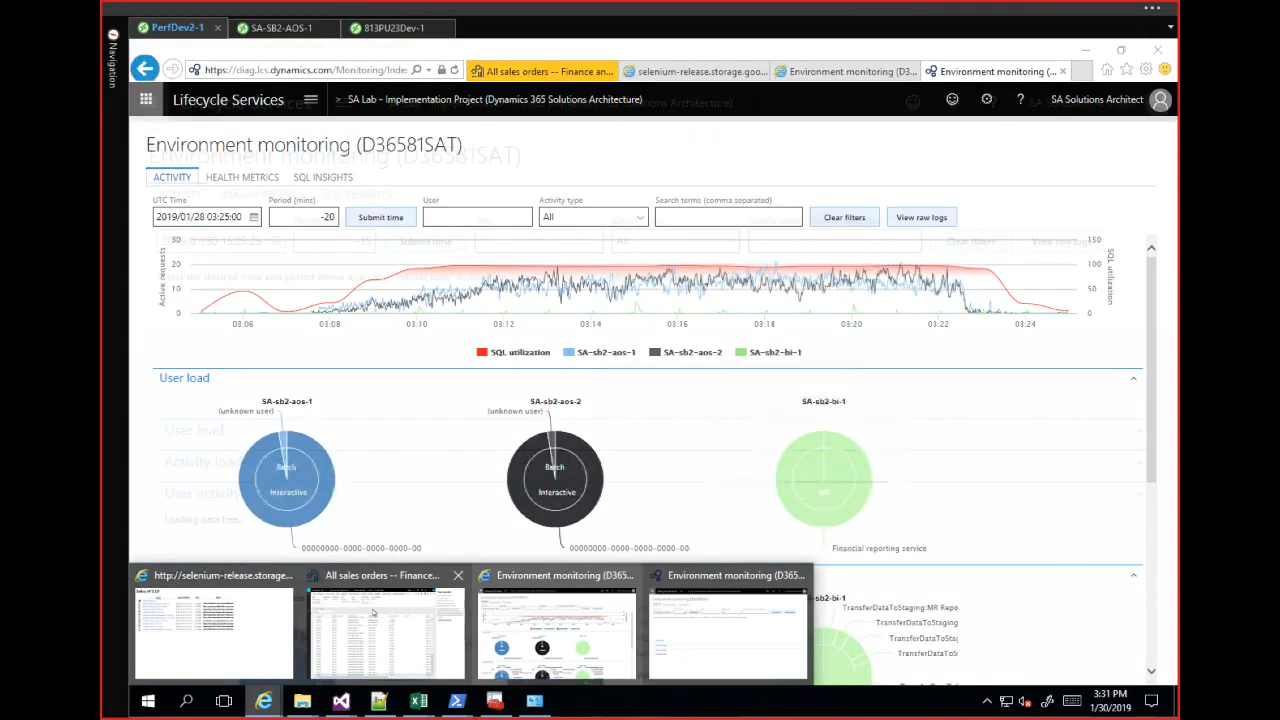 PerfDev2-1
SA-SB2-AOS-1
813PU23Dev-1
Navigation
https://diag.lcs.dynamics.com/Monitoring/Inde:
All sales orders -- Finance an...
selenium-release.storage.goo...
Environment monitoring (D3...
Environment monitoring (...
Lifecycle Services
> SA Lab - Implementation Project (Dynamics 365 Solutions Architecture)
?
SA Solutions Architect
Environment monitoring (D36581SAT)
ACTIVITY
HEALTH METRICS
SQL INSIGHTS
UTC Time
Period (mins)
User
Activity type
Search terms (comma separated)
2019/01/28 03:25:00
-20
Submit time
All
Clear filters
View raw logs
Active requests
30
20
10
0
150
100
50
0
SQL utilization
03:06
03:08
03:10
03:12
03:14
03:16
03:18
03:20
03:22
03:24
SQL utilization
SA-sb2-aos-1
SA-sb2-aos-2
SA-sb2-bi-1
User load
SA-sb2-aos-1
SA-sb2-aos-2
SA-sb2-bi-1
(unknown user)
(unknown user)
Batch
Batch
Interactive
Interactive
MR
00000000-0000-0000-0000-00
00000000-0000-0000-0000-00
Financial reporting service
User load
Activity load
User activity
Loading data tree..
http://selenium-release.storage...
All sales orders -- Finance...
Environment monitoring (D365...
Environment monitoring (D365...
-sb2-bi-1
TransferDataToStaging:MR Repo
TransferDataToStaging
TransferDataToStag
TransferDataToS
3:31 PM
1/30/2019